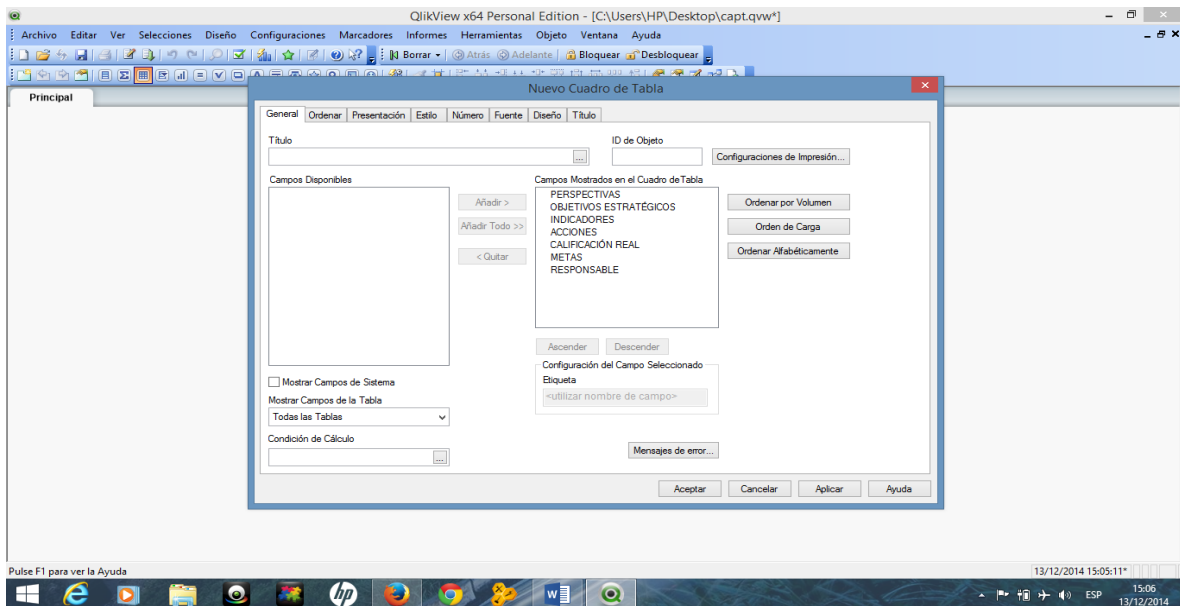 QlikView x64 Personal Edition - [C:\Users\HP\Desktop\capt.qvw*]
Archivo Editar Ver Selecciones Diseño Configuraciones Marcadores Informes Herramientas Objeto Ventana Ayuda
Borrar Atrás Adelante Bloquear Desbloquear
Principal
Nuevo Cuadro de Tabla
General Ordenar Presentación Estilo Número Fuente Diseño Título
Título ID de Objeto
... Configuraciones de Impresión...
Campos Disponibles Campos Mostrados en el Cuadro de Tabla
PERSPECTIVAS
Añadir > OBJETIVOS ESTRATÉGICOS Ordenar por Volumen
INDICADORES
Añadir Todo >> ACCIONES Orden de Carga
CALIFICACIÓN REAL
< Quitar METAS Ordenar Alfabéticamente
RESPONSABLE
Ascender Descender
Configuración del Campo Seleccionado
Mostrar Campos de Sistema Etiqueta
Mostrar Campos de la Tabla <utilizar nombre de campo>
Todas las Tablas
Condición de Cálculo
... Mensajes de error...
Aceptar Cancelar Aplicar Ayuda
Pulse F1 para ver la Ayuda 13/12/2014 15:05:11*
hp W ESP 15:06
13/12/2014